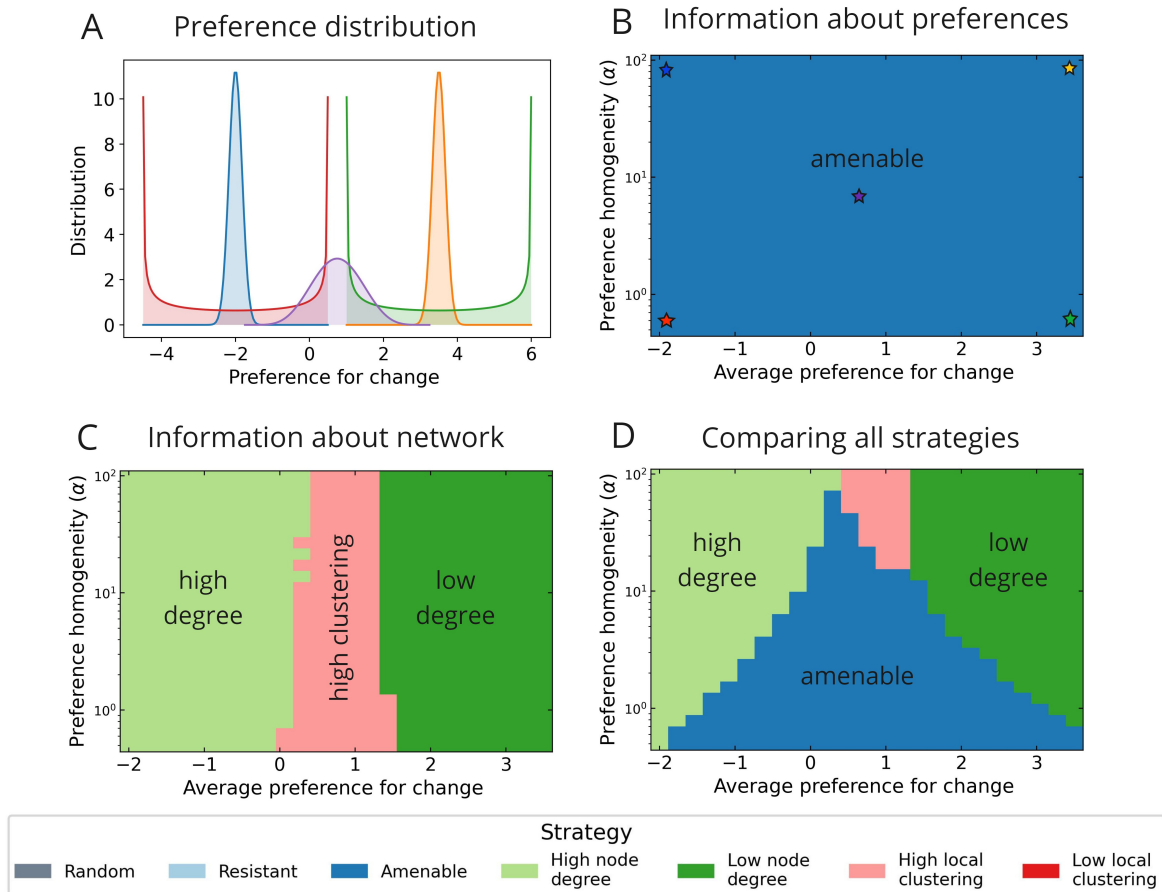 A Preference distribution
Distribution
10
8
6
4
2
0
−4 −2 0 2 4 6
Preference for change
B Information about preferences
Preference homogeneity (α)
10²
10¹
10⁰
amenable
−2 −1 0 1 2 3
Average preference for change
C Information about network
Preference homogeneity (α)
10²
10¹
10⁰
high
degree
high clustering
low
degree
−2 −1 0 1 2 3
Average preference for change
D Comparing all strategies
Preference homogeneity (α)
10²
10¹
10⁰
high
degree
low
degree
amenable
−2 −1 0 1 2 3
Average preference for change
Strategy
Random
Resistant
Amenable
High node
degree
Low node
degree
High local
clustering
Low local
clustering